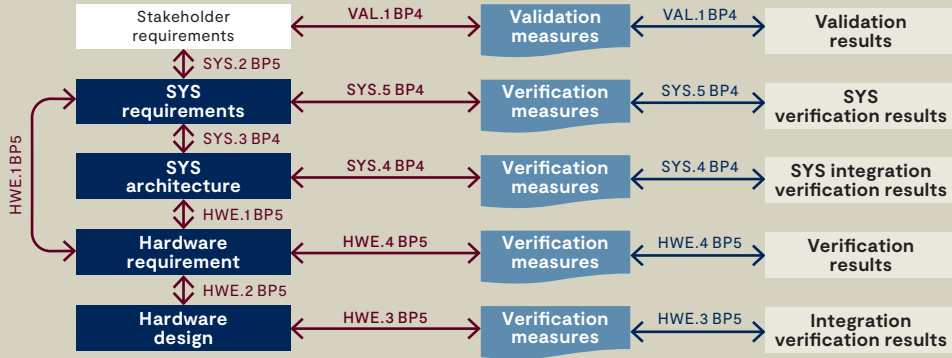 Stakeholder
requirements
VAL.1 BP4
Validation
measures
VAL.1 BP4
Validation
results
SYS.2 BP5
SYS
requirements
SYS.5 BP4
Verification
measures
SYS.5 BP4
SYS
verification results
HWE.1 BP5
SYS.3 BP4
SYS
architecture
SYS.4 BP4
Verification
measures
SYS.4 BP4
SYS integration
verification results
HWE.1 BP5
Hardware
requirement
HWE.4 BP5
Verification
measures
HWE.4 BP5
Verification
results
HWE.2 BP5
Hardware
design
HWE.3 BP5
Verification
measures
HWE.3 BP5
Integration
verification results